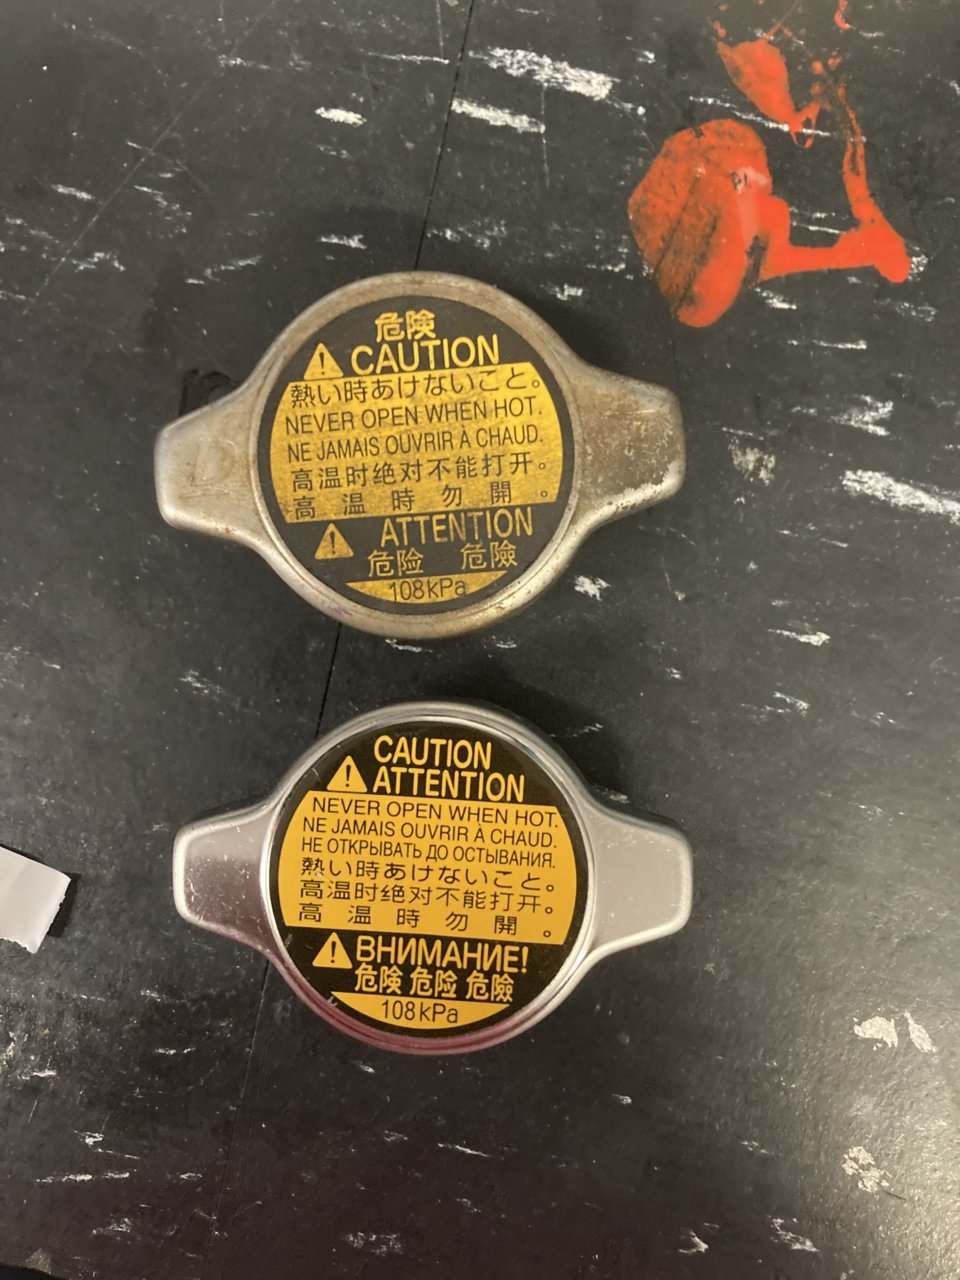 危険
CAUTION
熱い時あけないこと。
NEVER OPEN WHEN HOT.
NE JAMAIS OUVRIR À CHAUD.
高温时绝对不能打开。
高温時勿開。
ATTENTION
危险 危險
108kPa
CAUTION
ATTENTION
NEVER OPEN WHEN HOT.
NE JAMAIS OUVRIR À CHAUD.
НЕ ОТКРЫВАТЬ ДО ОСТЫВАНИЯ.
熱い時あけないこと。
高温时绝对不能打开。
高温時勿開。
ВНИМАНИЕ!
危険 危险 危險
108kPa